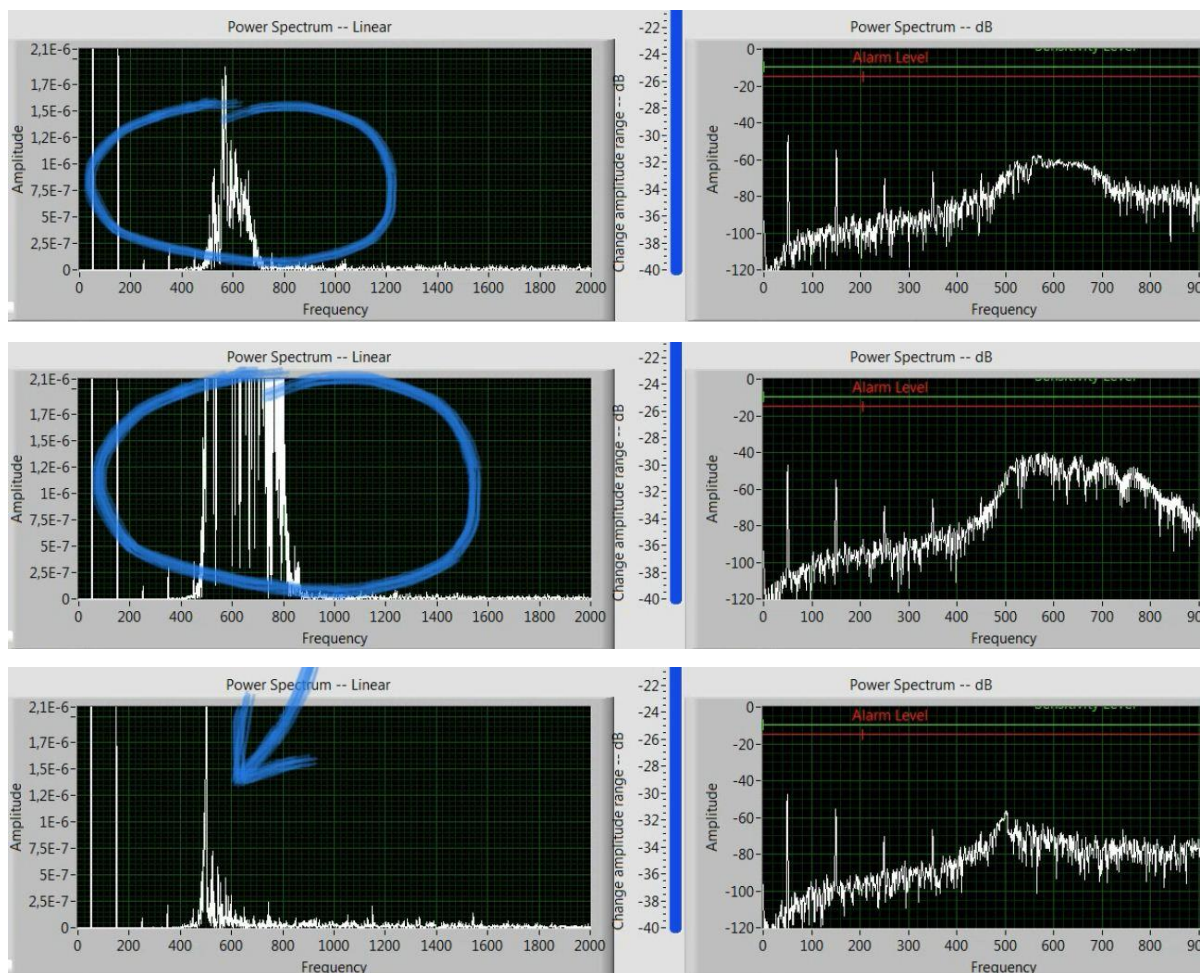 Power Spectrum -- Linear
Amplitude
2,1E-6
1,7E-6
1,5E-6
1,2E-6
1E-6
7,5E-7
5E-7
2,5E-7
0
0 200 400 600 800 1000 1200 1400 1600 1800 2000
Frequency
Change amplitude range -- dB
-22
-24
-26
-28
-30
-32
-34
-36
-38
-40
Power Spectrum -- dB
Alarm Level
Amplitude
0
-20
-40
-60
-80
-100
-120
0 100 200 300 400 500 600 700 800 900
Frequency
Power Spectrum -- Linear
Amplitude
2,1E-6
1,7E-6
1,5E-6
1,2E-6
1E-6
7,5E-7
5E-7
2,5E-7
0
0 200 400 600 800 1000 1200 1400 1600 1800 2000
Frequency
Change amplitude range -- dB
-22
-24
-26
-28
-30
-32
-34
-36
-38
-40
Power Spectrum -- dB
Alarm Level
Amplitude
0
-20
-40
-60
-80
-100
-120
0 100 200 300 400 500 600 700 800 900
Frequency
Power Spectrum -- Linear
Amplitude
2,1E-6
1,7E-6
1,5E-6
1,2E-6
1E-6
7,5E-7
5E-7
2,5E-7
0
0 200 400 600 800 1000 1200 1400 1600 1800 2000
Frequency
Change amplitude range -- dB
-22
-24
-26
-28
-30
-32
-34
-36
-38
-40
Power Spectrum -- dB
Alarm Level
Amplitude
0
-20
-40
-60
-80
-100
-120
0 100 200 300 400 500 600 700 800 900
Frequency